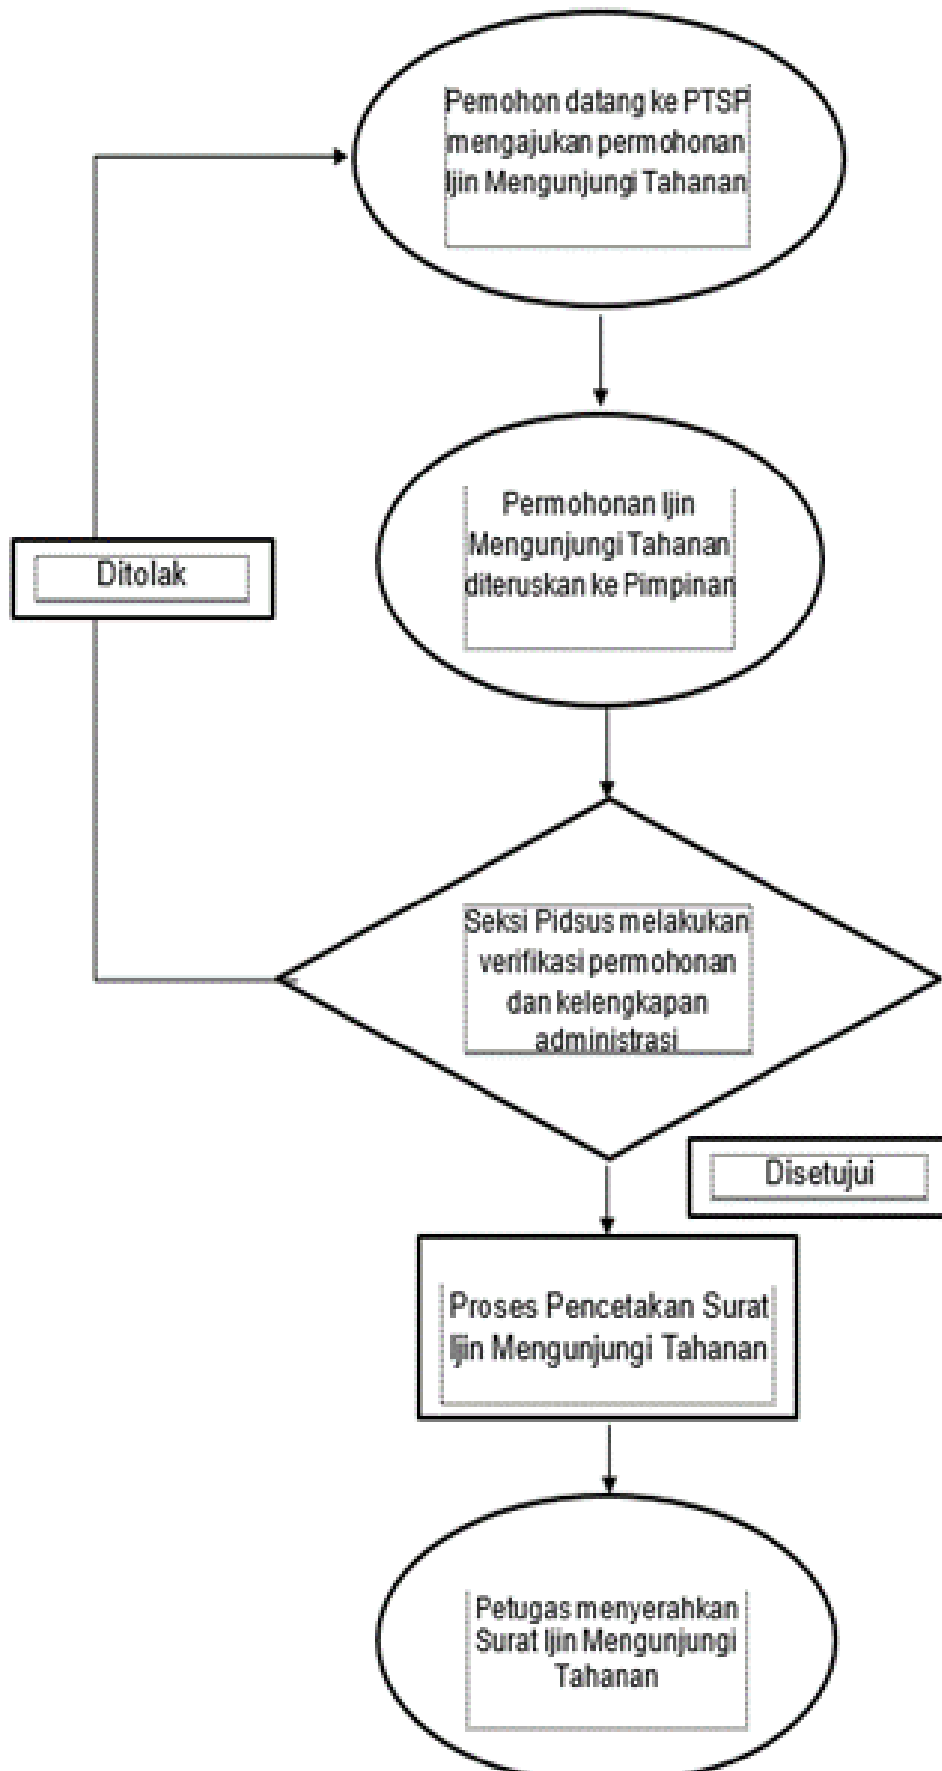 Pemohon datang ke PTSP
mengajukan permohonan
Ijin Mengunjungi Tahanan
Permohonan Ijin
Mengunjungi Tahanan
diteruskan ke Pimpinan
Ditolak
Seksi Pidsus melakukan
verifikasi permohonan
dan kelengkapan
administrasi
Disetujui
Proses Pencetakan Surat
Ijin Mengunjungi Tahanan
Petugas menyerahkan
Surat Ijin Mengunjungi
Tahanan